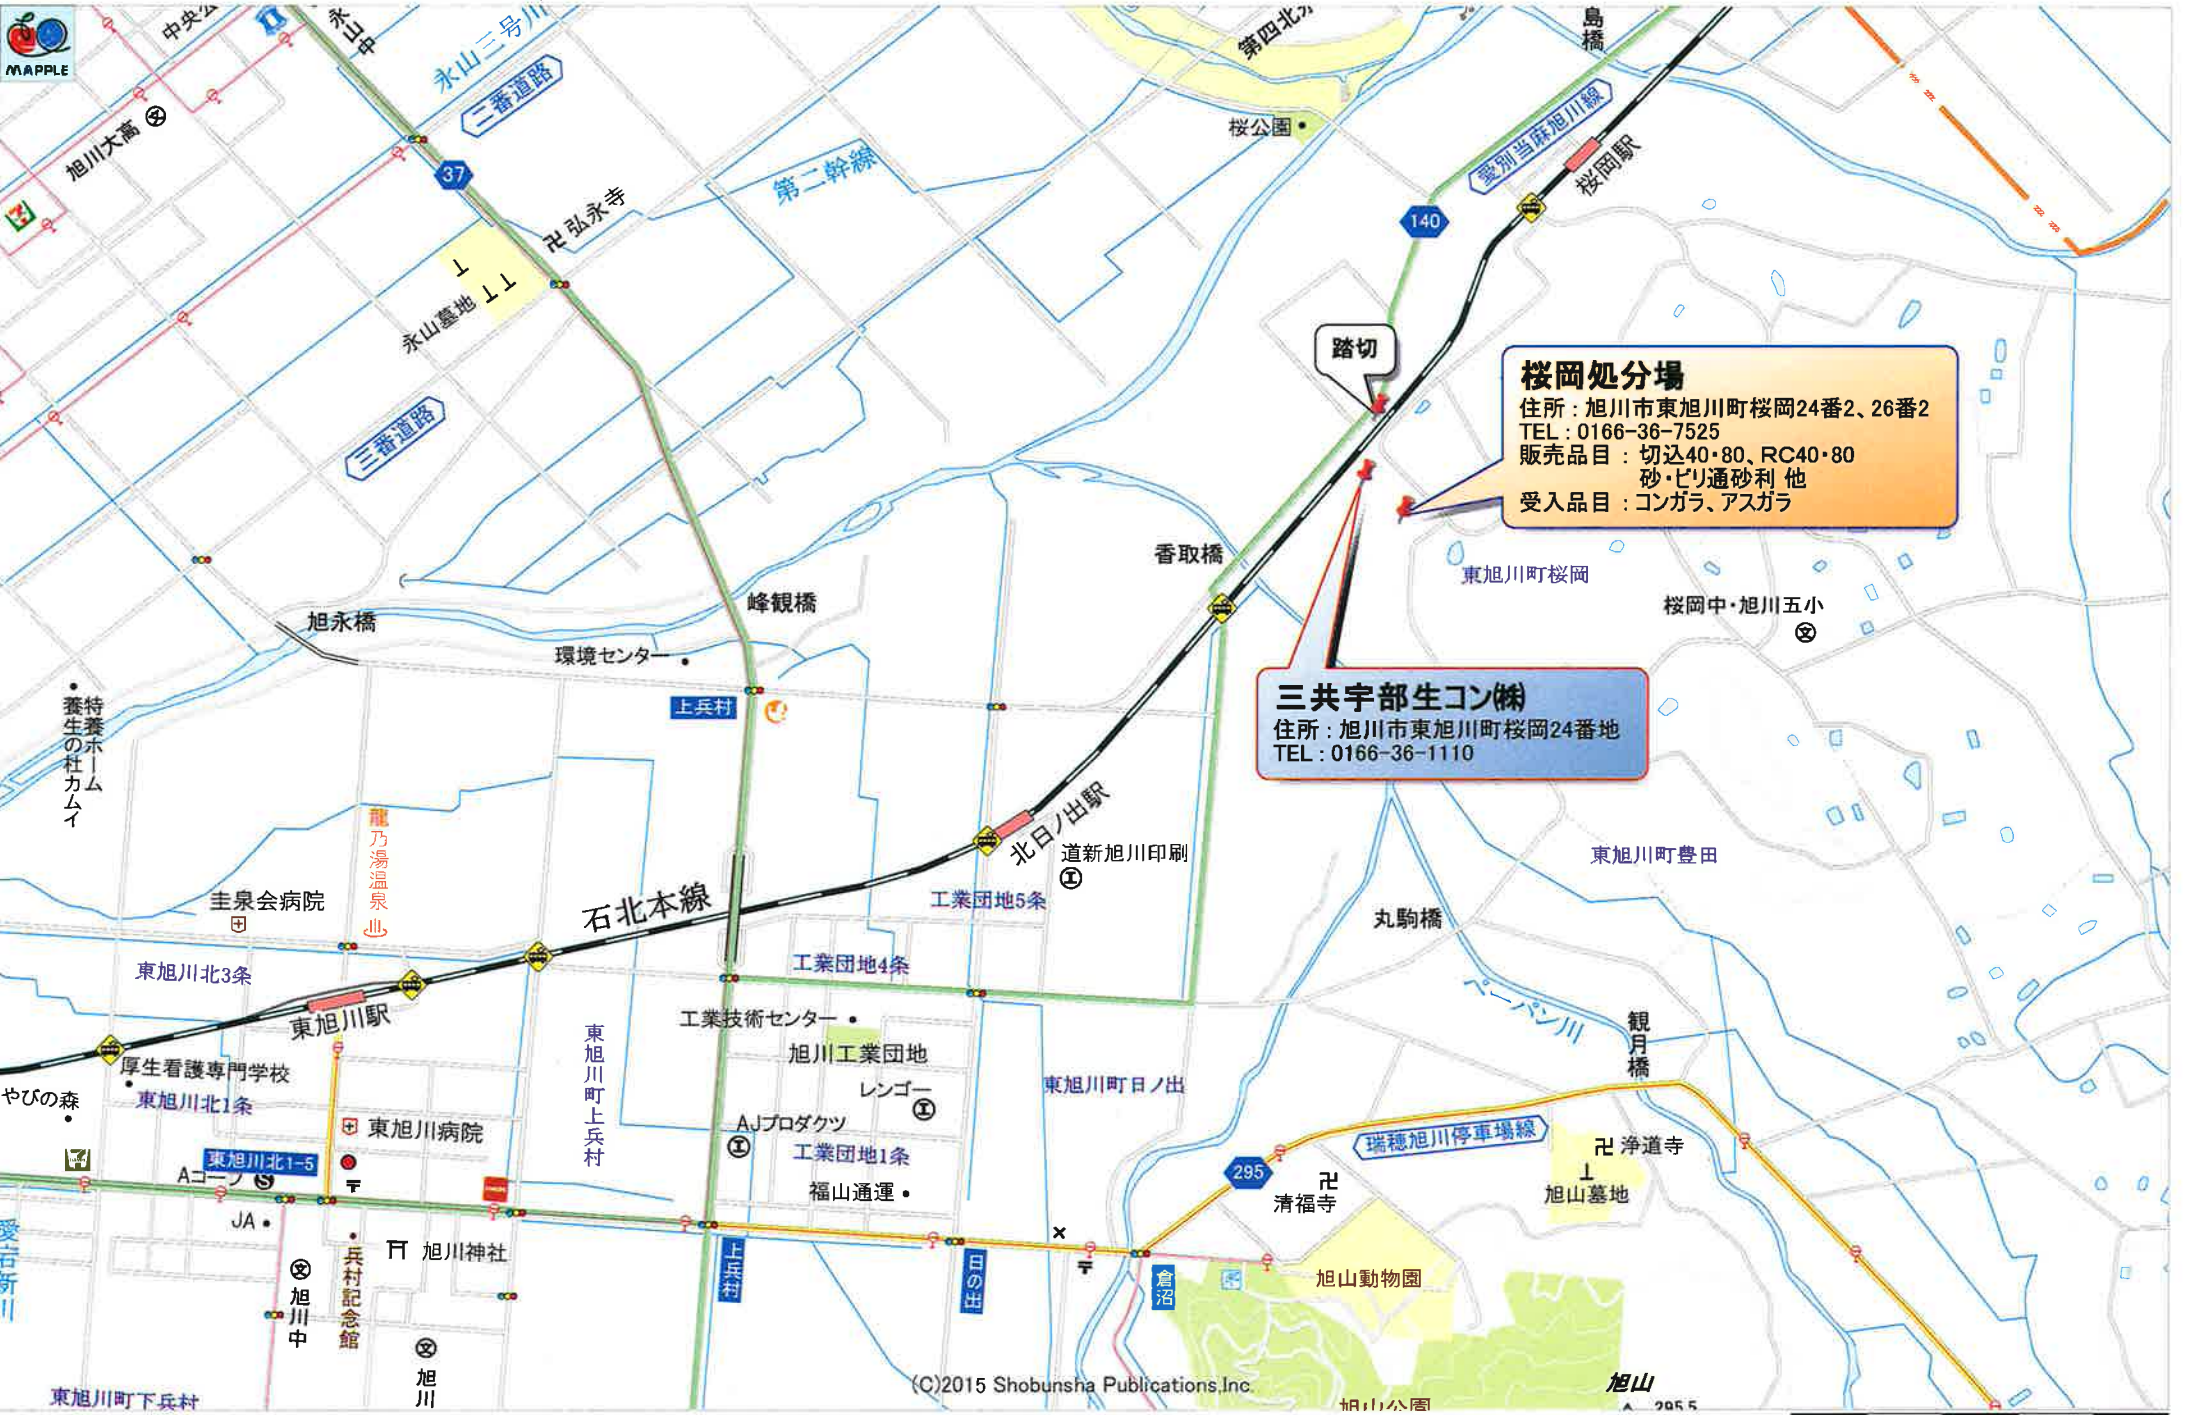 MAPPLE
中央公
永山中
永山三号川
二番道路
旭川大高
37
第二幹線
弘永寺
永山墓地
三番道路
第四北
島橋
桜公園
愛別当麻旭川線
桜岡駅
140
踏切
桜岡処分場
住所：旭川市東旭川町桜岡24番2、26番2
TEL：0166-36-7525
販売品目：切込40・80、RC40・80
砂・ビリ通砂利 他
受入品目：コンガラ、アスガラ
香取橋
東旭川町桜岡
桜岡中・旭川五小
旭永橋
峰観橋
環境センター
上兵村
三共宇部生コン㈱
住所：旭川市東旭川町桜岡24番地
TEL：0166-36-1110
特養ホーム
養生の杜カムイ
龍乃湯温泉
北日ノ出駅
道新旭川印刷
東旭川町豊田
圭泉会病院
石北本線
工業団地5条
丸駒橋
東旭川北3条
工業団地4条
ペーパン川
東旭川駅
工業技術センター
観月橋
東旭川町上兵村
旭川工業団地
厚生看護専門学校
レンゴー
東旭川町日ノ出
やびの森
東旭川北1条
東旭川病院
AJプロダクツ
工業団地1条
瑞穂旭川停車場線
浄道寺
東旭川北1-5
Aコープ
295
清福寺
旭山墓地
福山通運
JA
旭川神社
兵村記念館
上兵村
日の出
倉沼
旭山動物園
愛宕新川
旭川中
旭川
東旭川町下兵村
(C)2015 Shobunsha Publications,Inc.
旭山公園
旭山
295.5